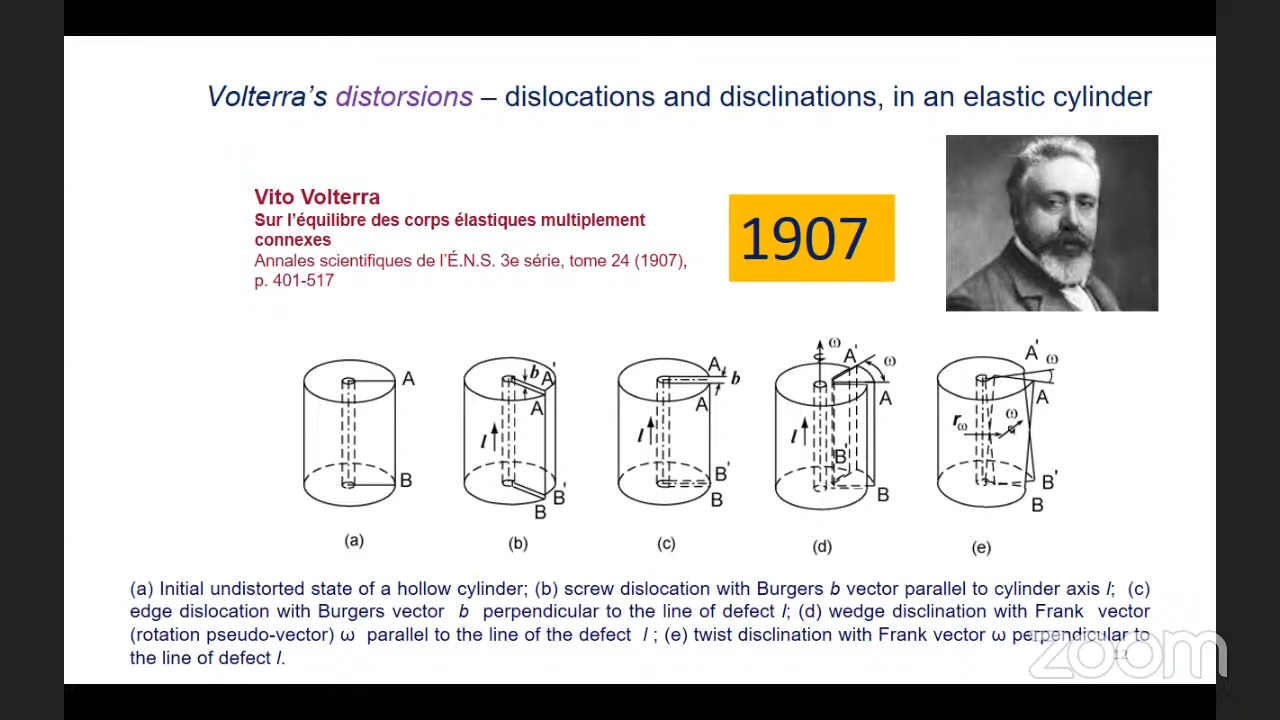 Volterra's distorsions – dislocations and disclinations, in an elastic cylinder
Vito Volterra
Sur l'équilibre des corps élastiques multiplement
connexes
Annales scientifiques de l'É.N.S. 3e série, tome 24 (1907),
p. 401-517
1907
A
B
(a)
b
A'
A
l
B'
B
(b)
A
b
A
l
B'
B
(c)
ω
A'
ω
A
l
B'
B
(d)
A'
ω
A
ω
rω
B'
B
(e)
(a) Initial undistorted state of a hollow cylinder; (b) screw dislocation with Burgers b vector parallel to cylinder axis l; (c)
edge dislocation with Burgers vector b perpendicular to the line of defect l; (d) wedge disclination with Frank vector
(rotation pseudo-vector) ω parallel to the line of the defect l ; (e) twist disclination with Frank vector ω perpendicular to
the line of defect l.
12
zoom